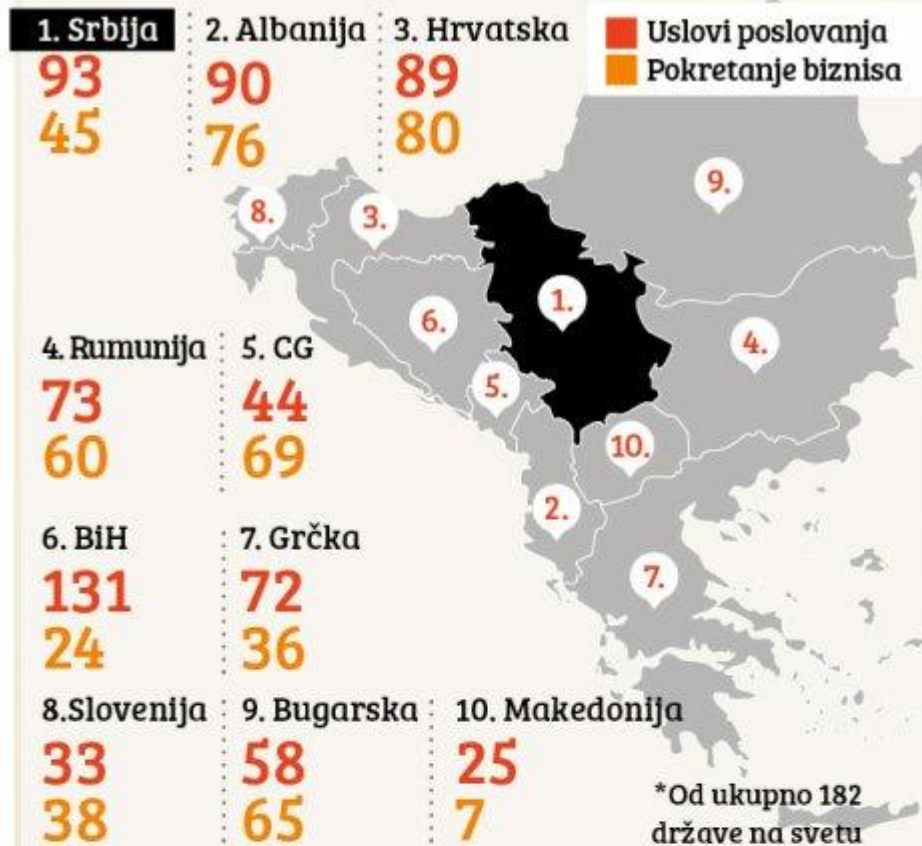 1. Srbija
93
45
2. Albanija
90
76
3. Hrvatska
89
80
Uslovi poslovanja
Pokretanje biznisa
9.
8.
3.
1.
6.
4.
5.
10.
2.
7.
4. Rumunija
73
60
5. CG
44
69
6. BiH
131
24
7. Grčka
72
36
8.Slovenija
33
38
9. Bugarska
58
65
10. Makedonija
25
7
*Od ukupno 182
države na svetu